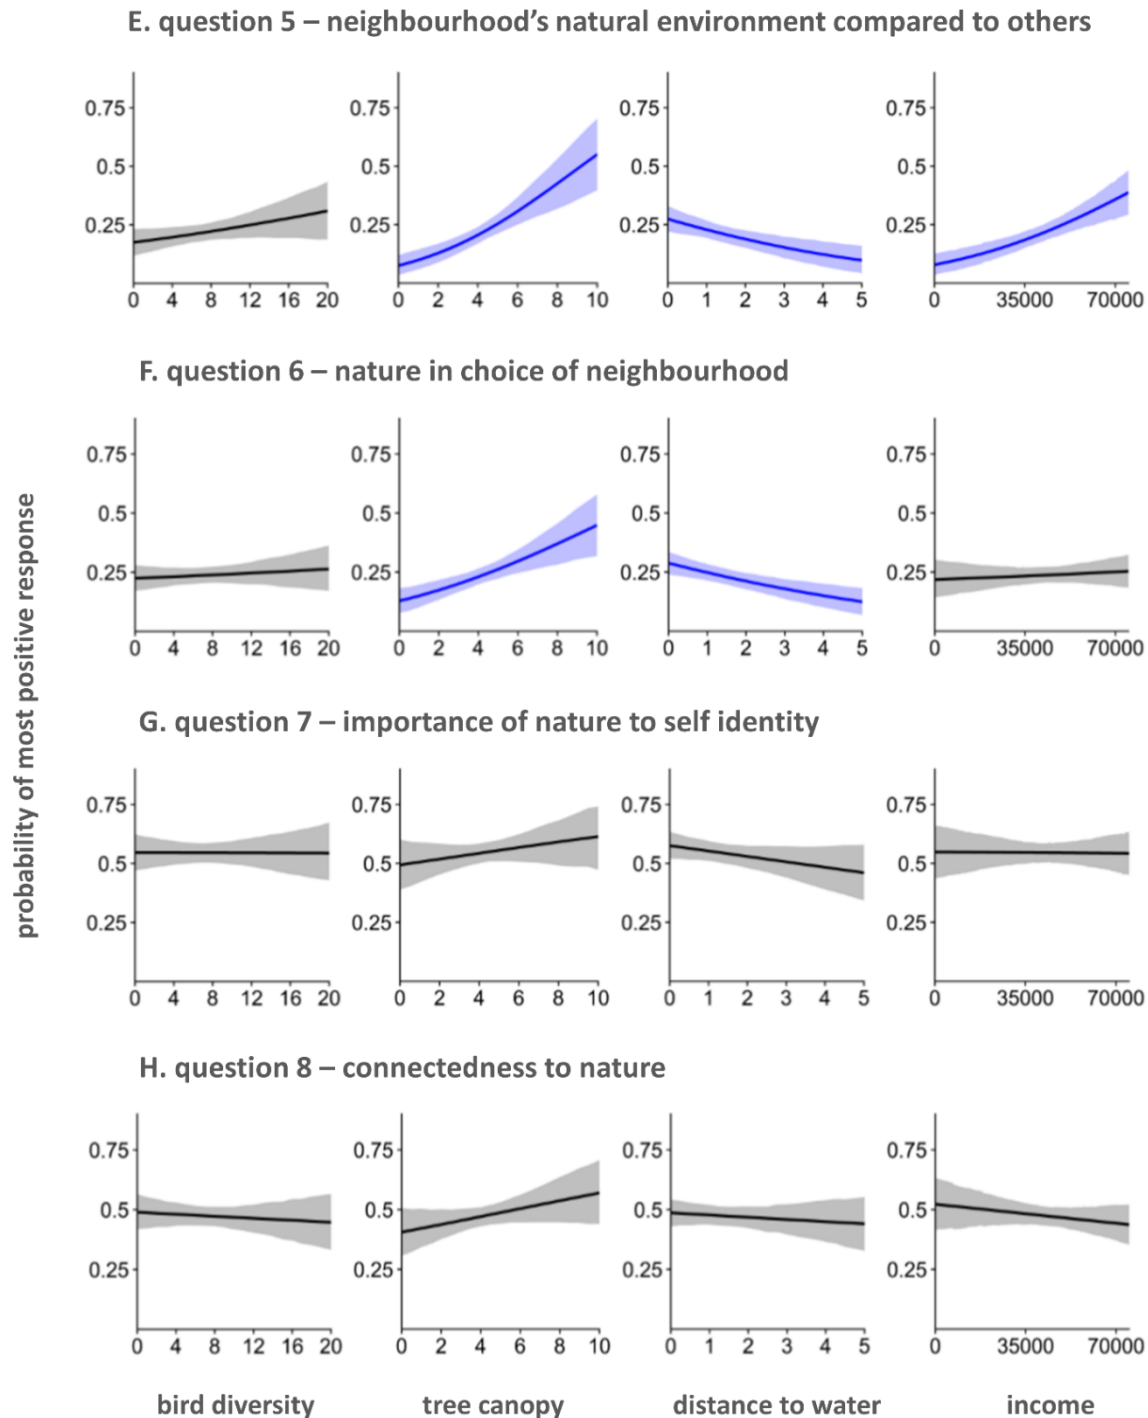 E. question 5 – neighbourhood's natural environment compared to others
0.75 0.75 0.75 0.75
0.5 0.5 0.5 0.5
0.25 0.25 0.25 0.25
0 4 8 12 16 20 0 2 4 6 8 10 0 1 2 3 4 5 0 35000 70000
F. question 6 – nature in choice of neighbourhood
0.75 0.75 0.75 0.75
0.5 0.5 0.5 0.5
0.25 0.25 0.25 0.25
0 4 8 12 16 20 0 2 4 6 8 10 0 1 2 3 4 5 0 35000 70000
probability of most positive response
G. question 7 – importance of nature to self identity
0.75 0.75 0.75 0.75
0.5 0.5 0.5 0.5
0.25 0.25 0.25 0.25
0 4 8 12 16 20 0 2 4 6 8 10 0 1 2 3 4 5 0 35000 70000
H. question 8 – connectedness to nature
0.75 0.75 0.75 0.75
0.5 0.5 0.5 0.5
0.25 0.25 0.25 0.25
0 4 8 12 16 20 0 2 4 6 8 10 0 1 2 3 4 5 0 35000 70000
bird diversity tree canopy distance to water income